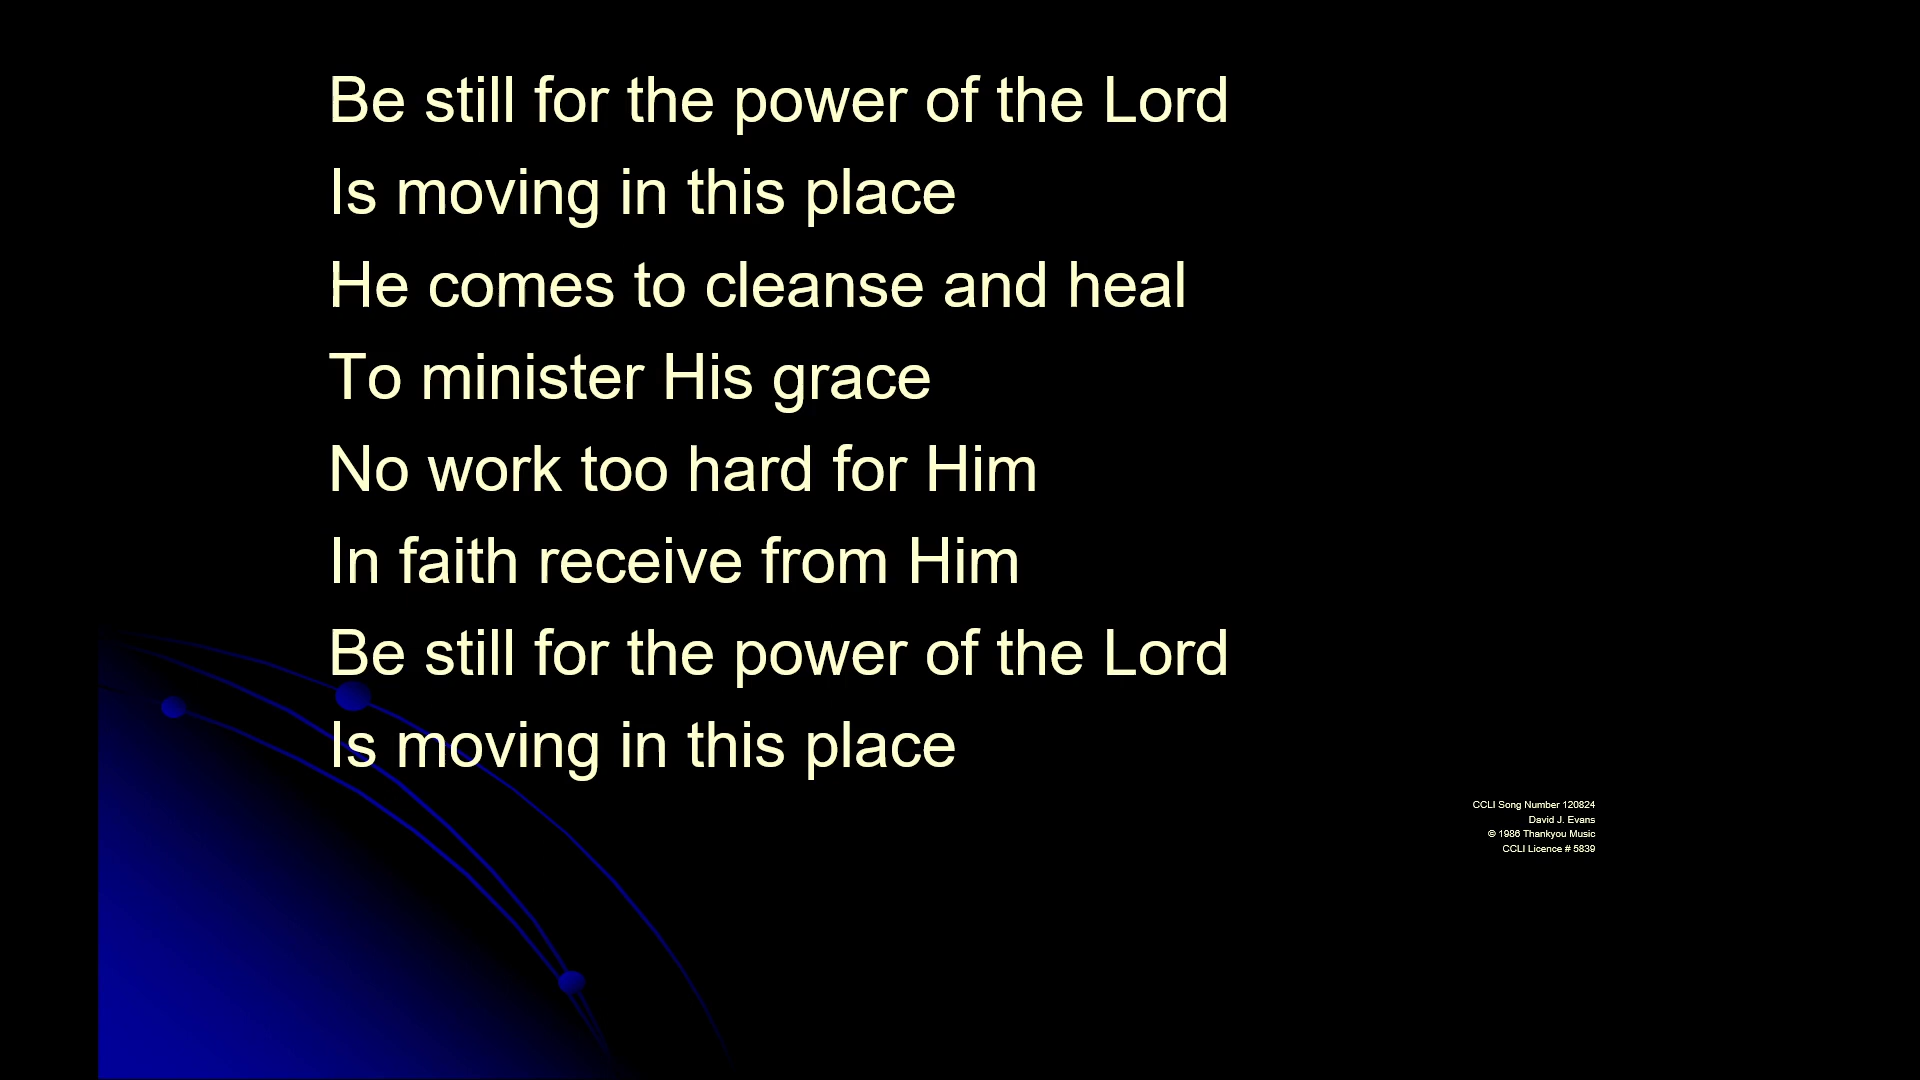 Be still for the power of the Lord
Is moving in this place
He comes to cleanse and heal
To minister His grace
No work too hard for Him
In faith receive from Him
Be still for the power of the Lord
Is moving in this place
CCLI Song Number 120824
David J. Evans
© 1986 Thankyou Music
CCLI Licence # 5839